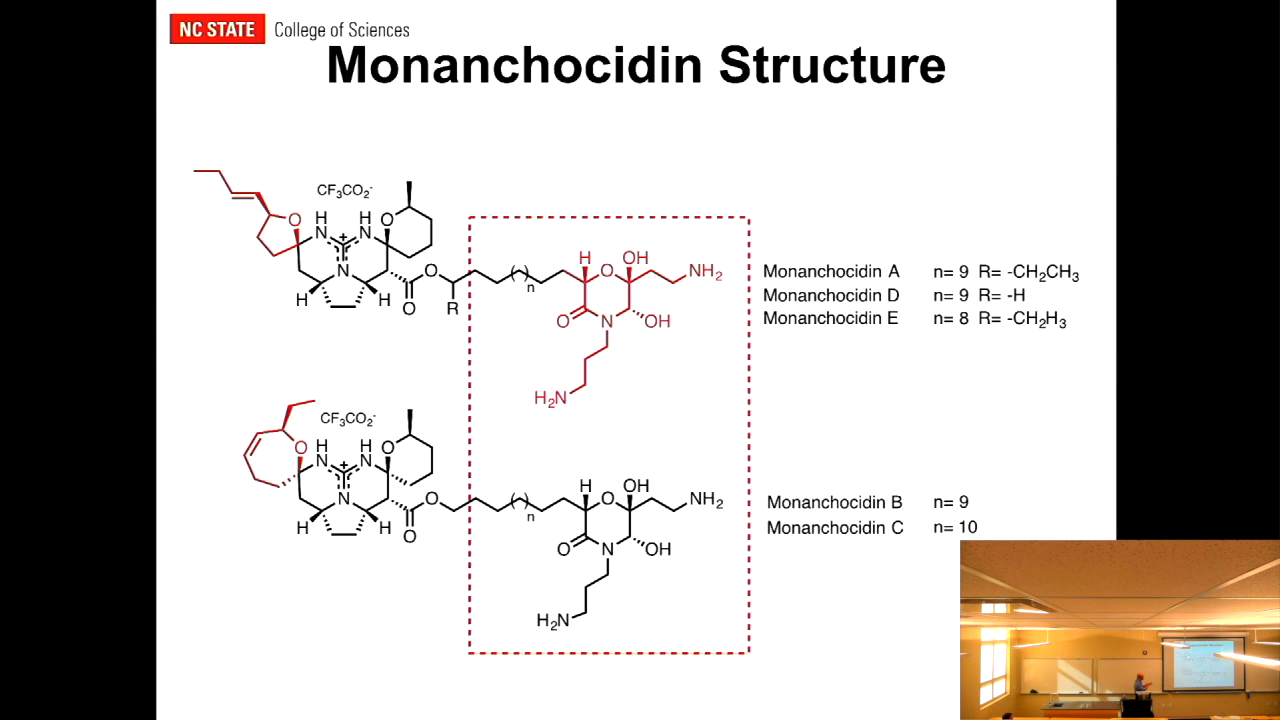 NC STATE College of Sciences
Monanchocidin Structure
CF₃CO₂⁻
O
H
N
H
N
O
+
N
H
H
O
O
R
n
H
O
OH
NH₂
O
N
OH
H₂N
Monanchocidin A n= 9 R= -CH₂CH₃
Monanchocidin D n= 9 R= -H
Monanchocidin E n= 8 R= -CH₂H₃
CF₃CO₂⁻
O
H
N
H
N
O
+
N
H
H
O
O
n
H
O
OH
NH₂
O
N
OH
H₂N
Monanchocidin B n= 9
Monanchocidin C n= 10